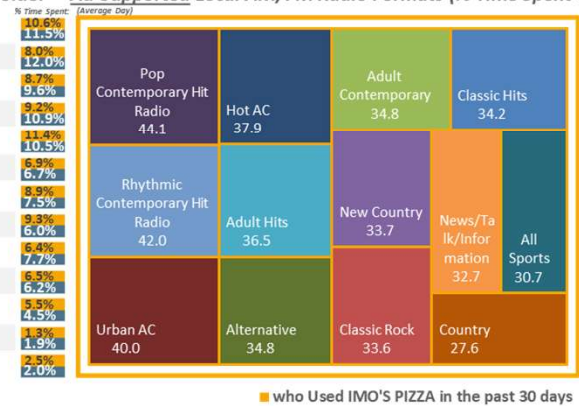 % Time Spent: (Average Day)
10.6%
11.5%
8.0%
12.0%
8.7%
9.6%
9.2%
10.9%
11.4%
10.5%
6.9%
6.7%
8.9%
7.5%
9.3%
6.0%
6.4%
7.7%
6.5%
6.2%
5.5%
4.5%
1.3%
1.9%
2.5%
2.0%
Pop
Contemporary Hit
Radio
44.1
Hot AC
37.9
Adult
Contemporary
34.8
Classic Hits
34.2
Rhythmic
Contemporary Hit
Radio
42.0
Adult Hits
36.5
New Country
33.7
News/Ta
lk/Infor
mation
32.7
All
Sports
30.7
Urban AC
40.0
Alternative
34.8
Classic Rock
33.6
Country
27.6
who Used IMO'S PIZZA in the past 30 days